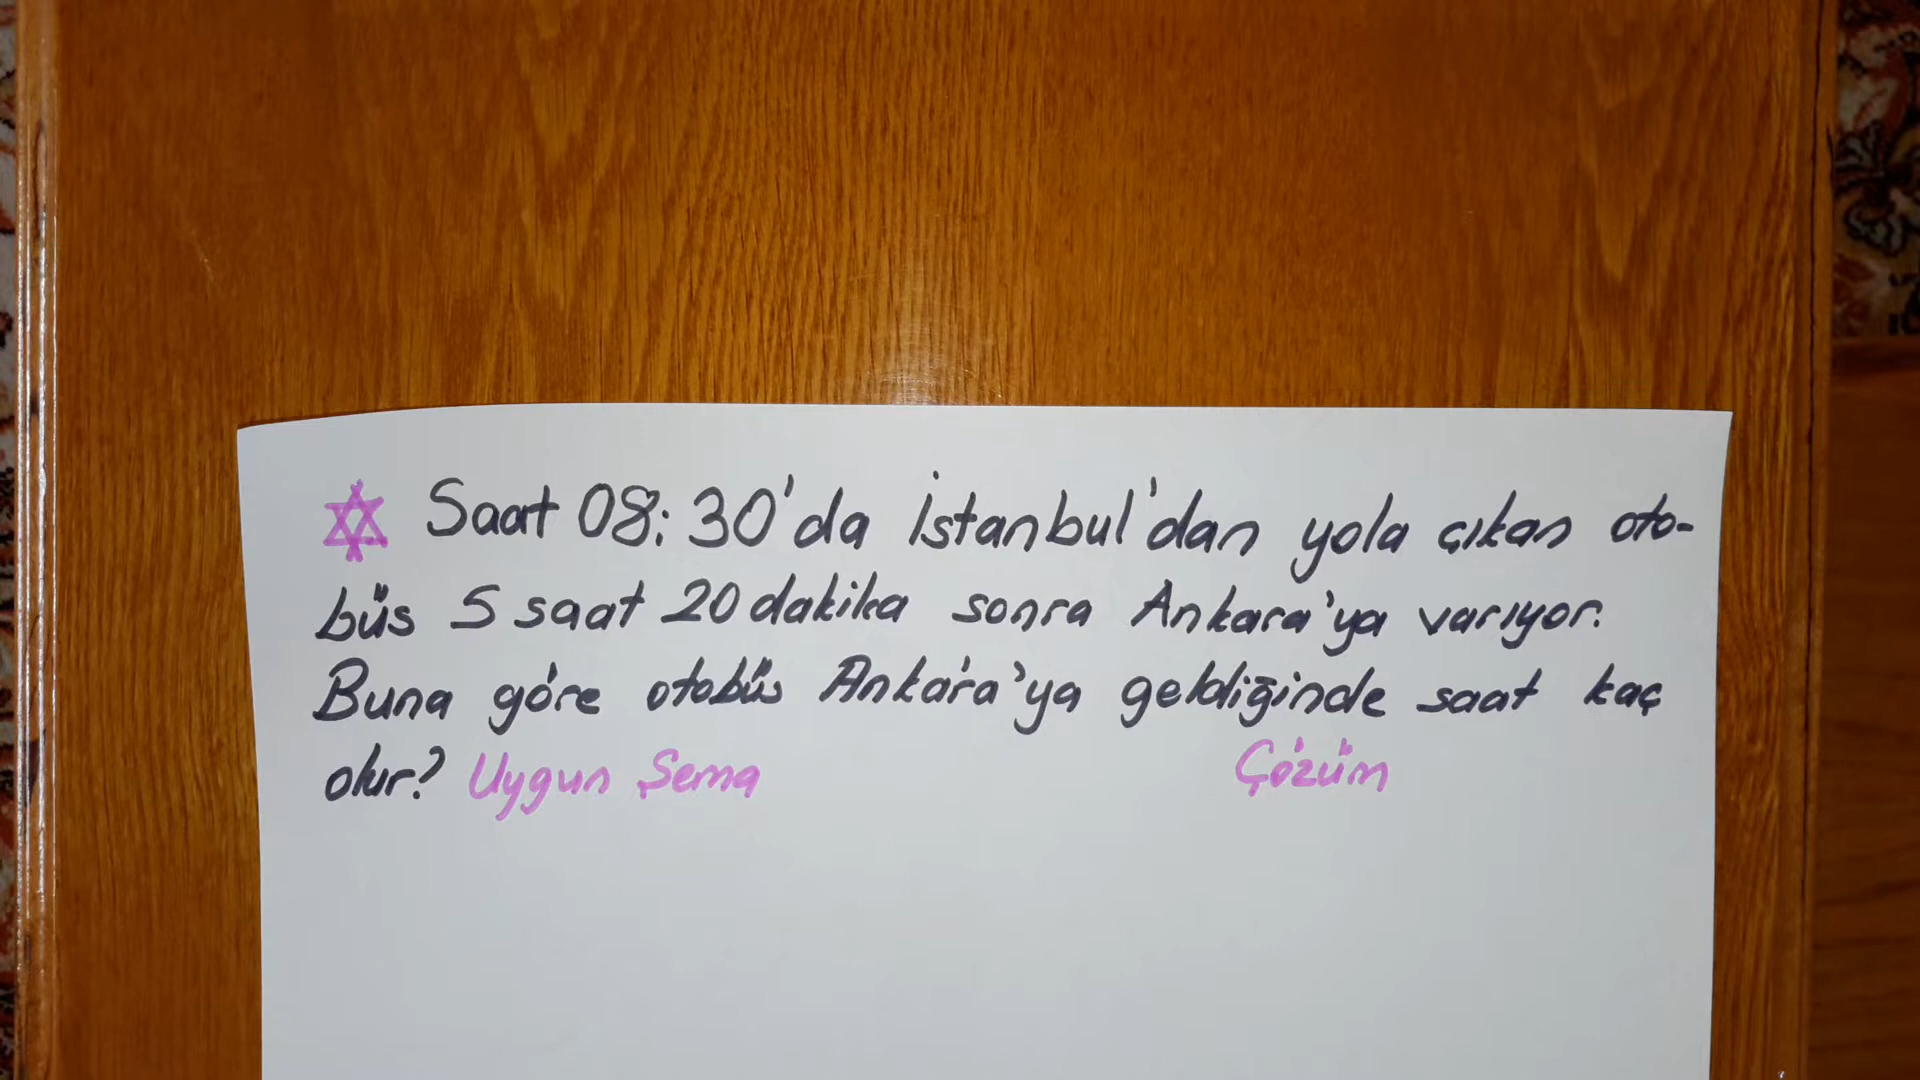 Saat 08:30'da İstanbul'dan yola çıkan oto-
büs 5 saat 20 dakika sonra Ankara'ya varıyor.
Buna göre otobüs Ankara'ya geldiğinde saat kaç
olur? Uygun Şema Çözüm